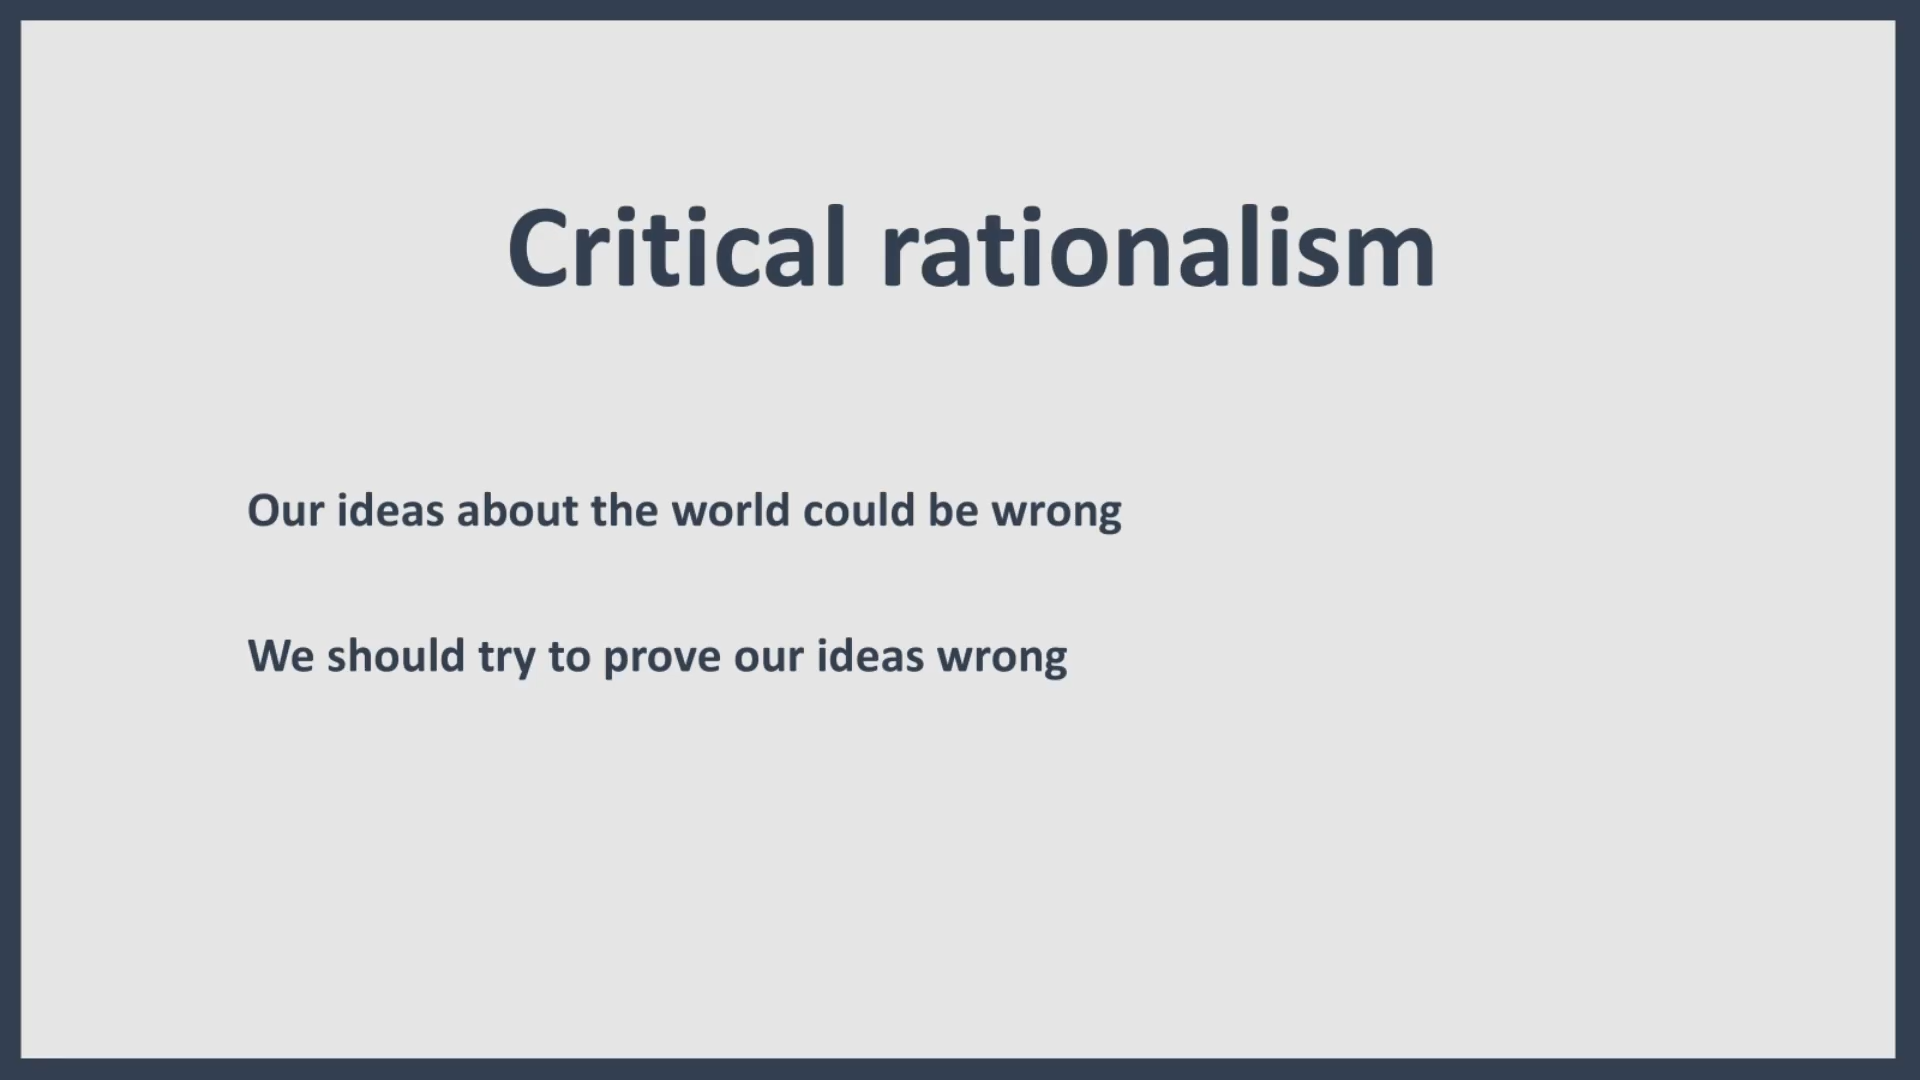 Critical rationalism
Our ideas about the world could be wrong
We should try to prove our ideas wrong